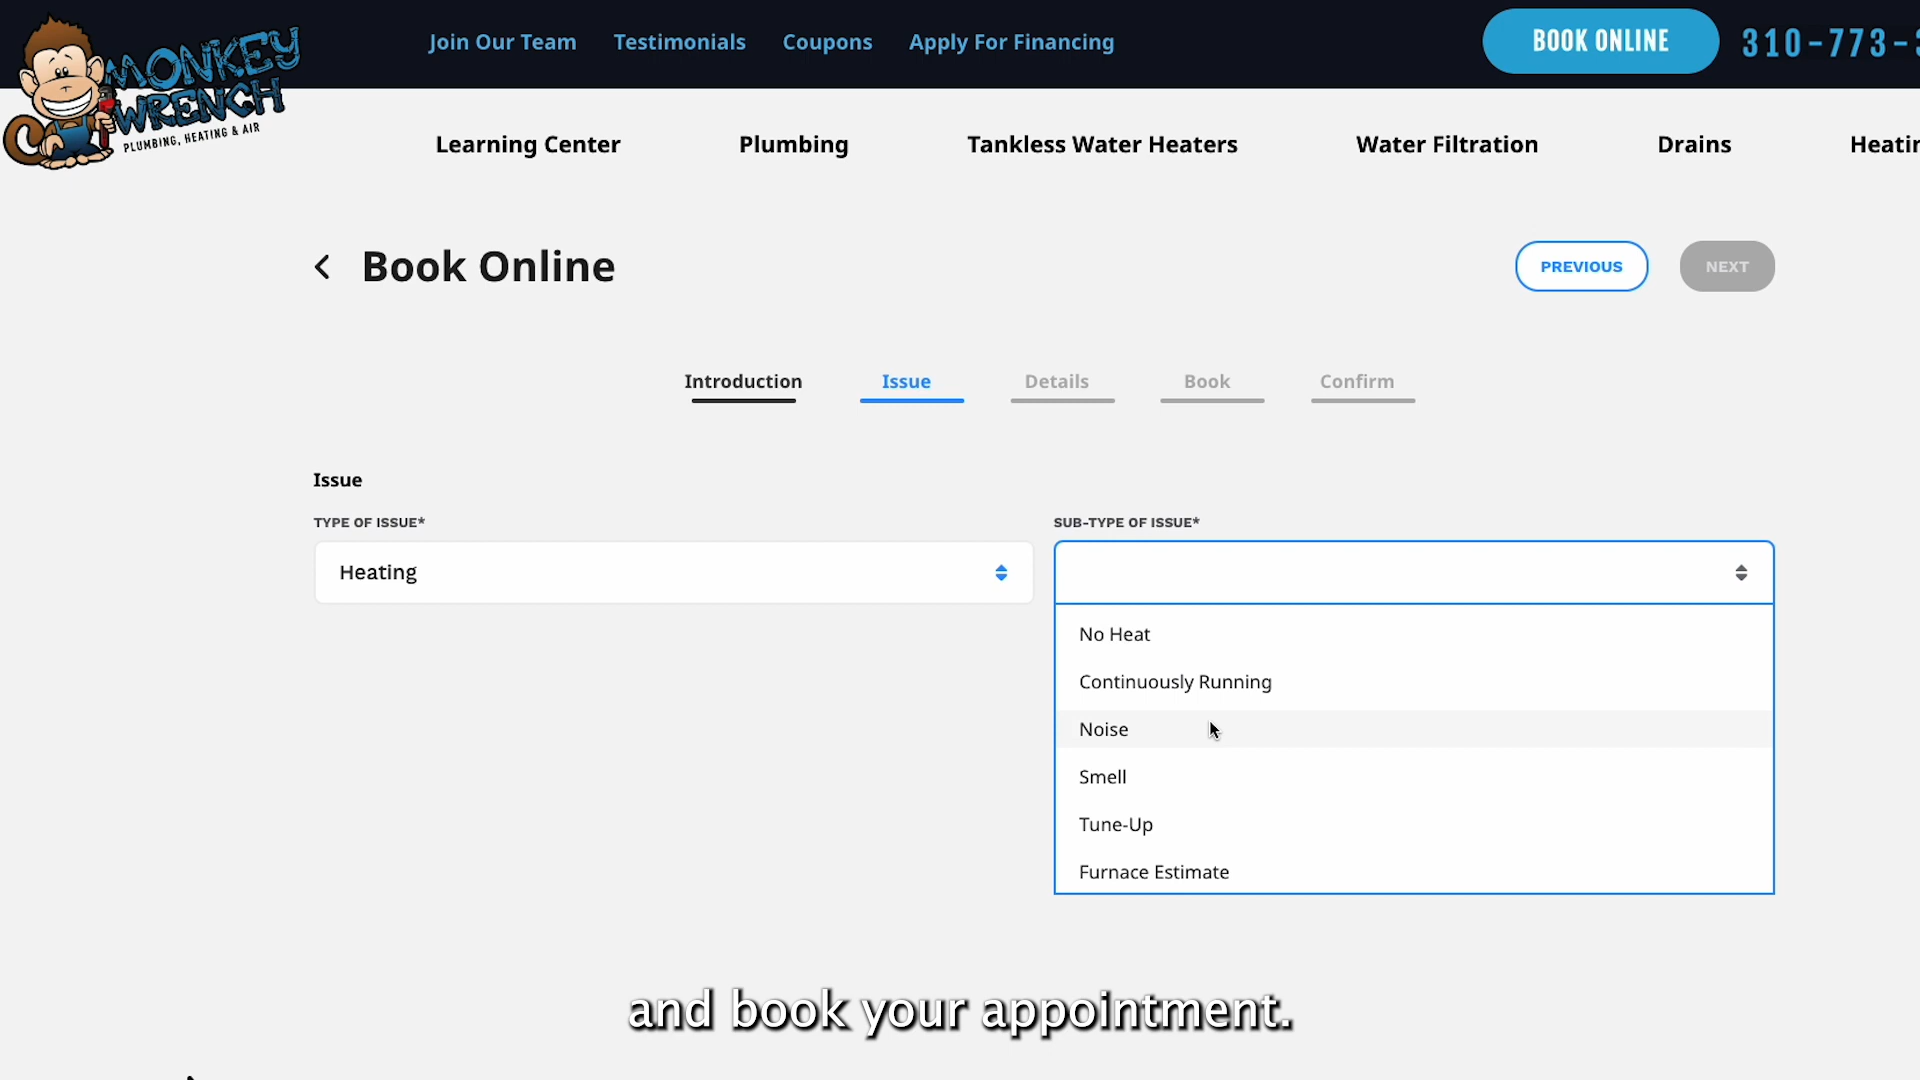 MONKEY
WRENCH
PLUMBING, HEATING & AIR
Join Our Team
Testimonials
Coupons
Apply For Financing
BOOK ONLINE
310-773-
Learning Center
Plumbing
Tankless Water Heaters
Water Filtration
Drains
Heatin
Book Online
PREVIOUS
NEXT
Introduction
Issue
Details
Book
Confirm
Issue
TYPE OF ISSUE*
SUB-TYPE OF ISSUE*
Heating
No Heat
Continuously Running
Noise
Smell
Tune-Up
Furnace Estimate
and book your appointment.